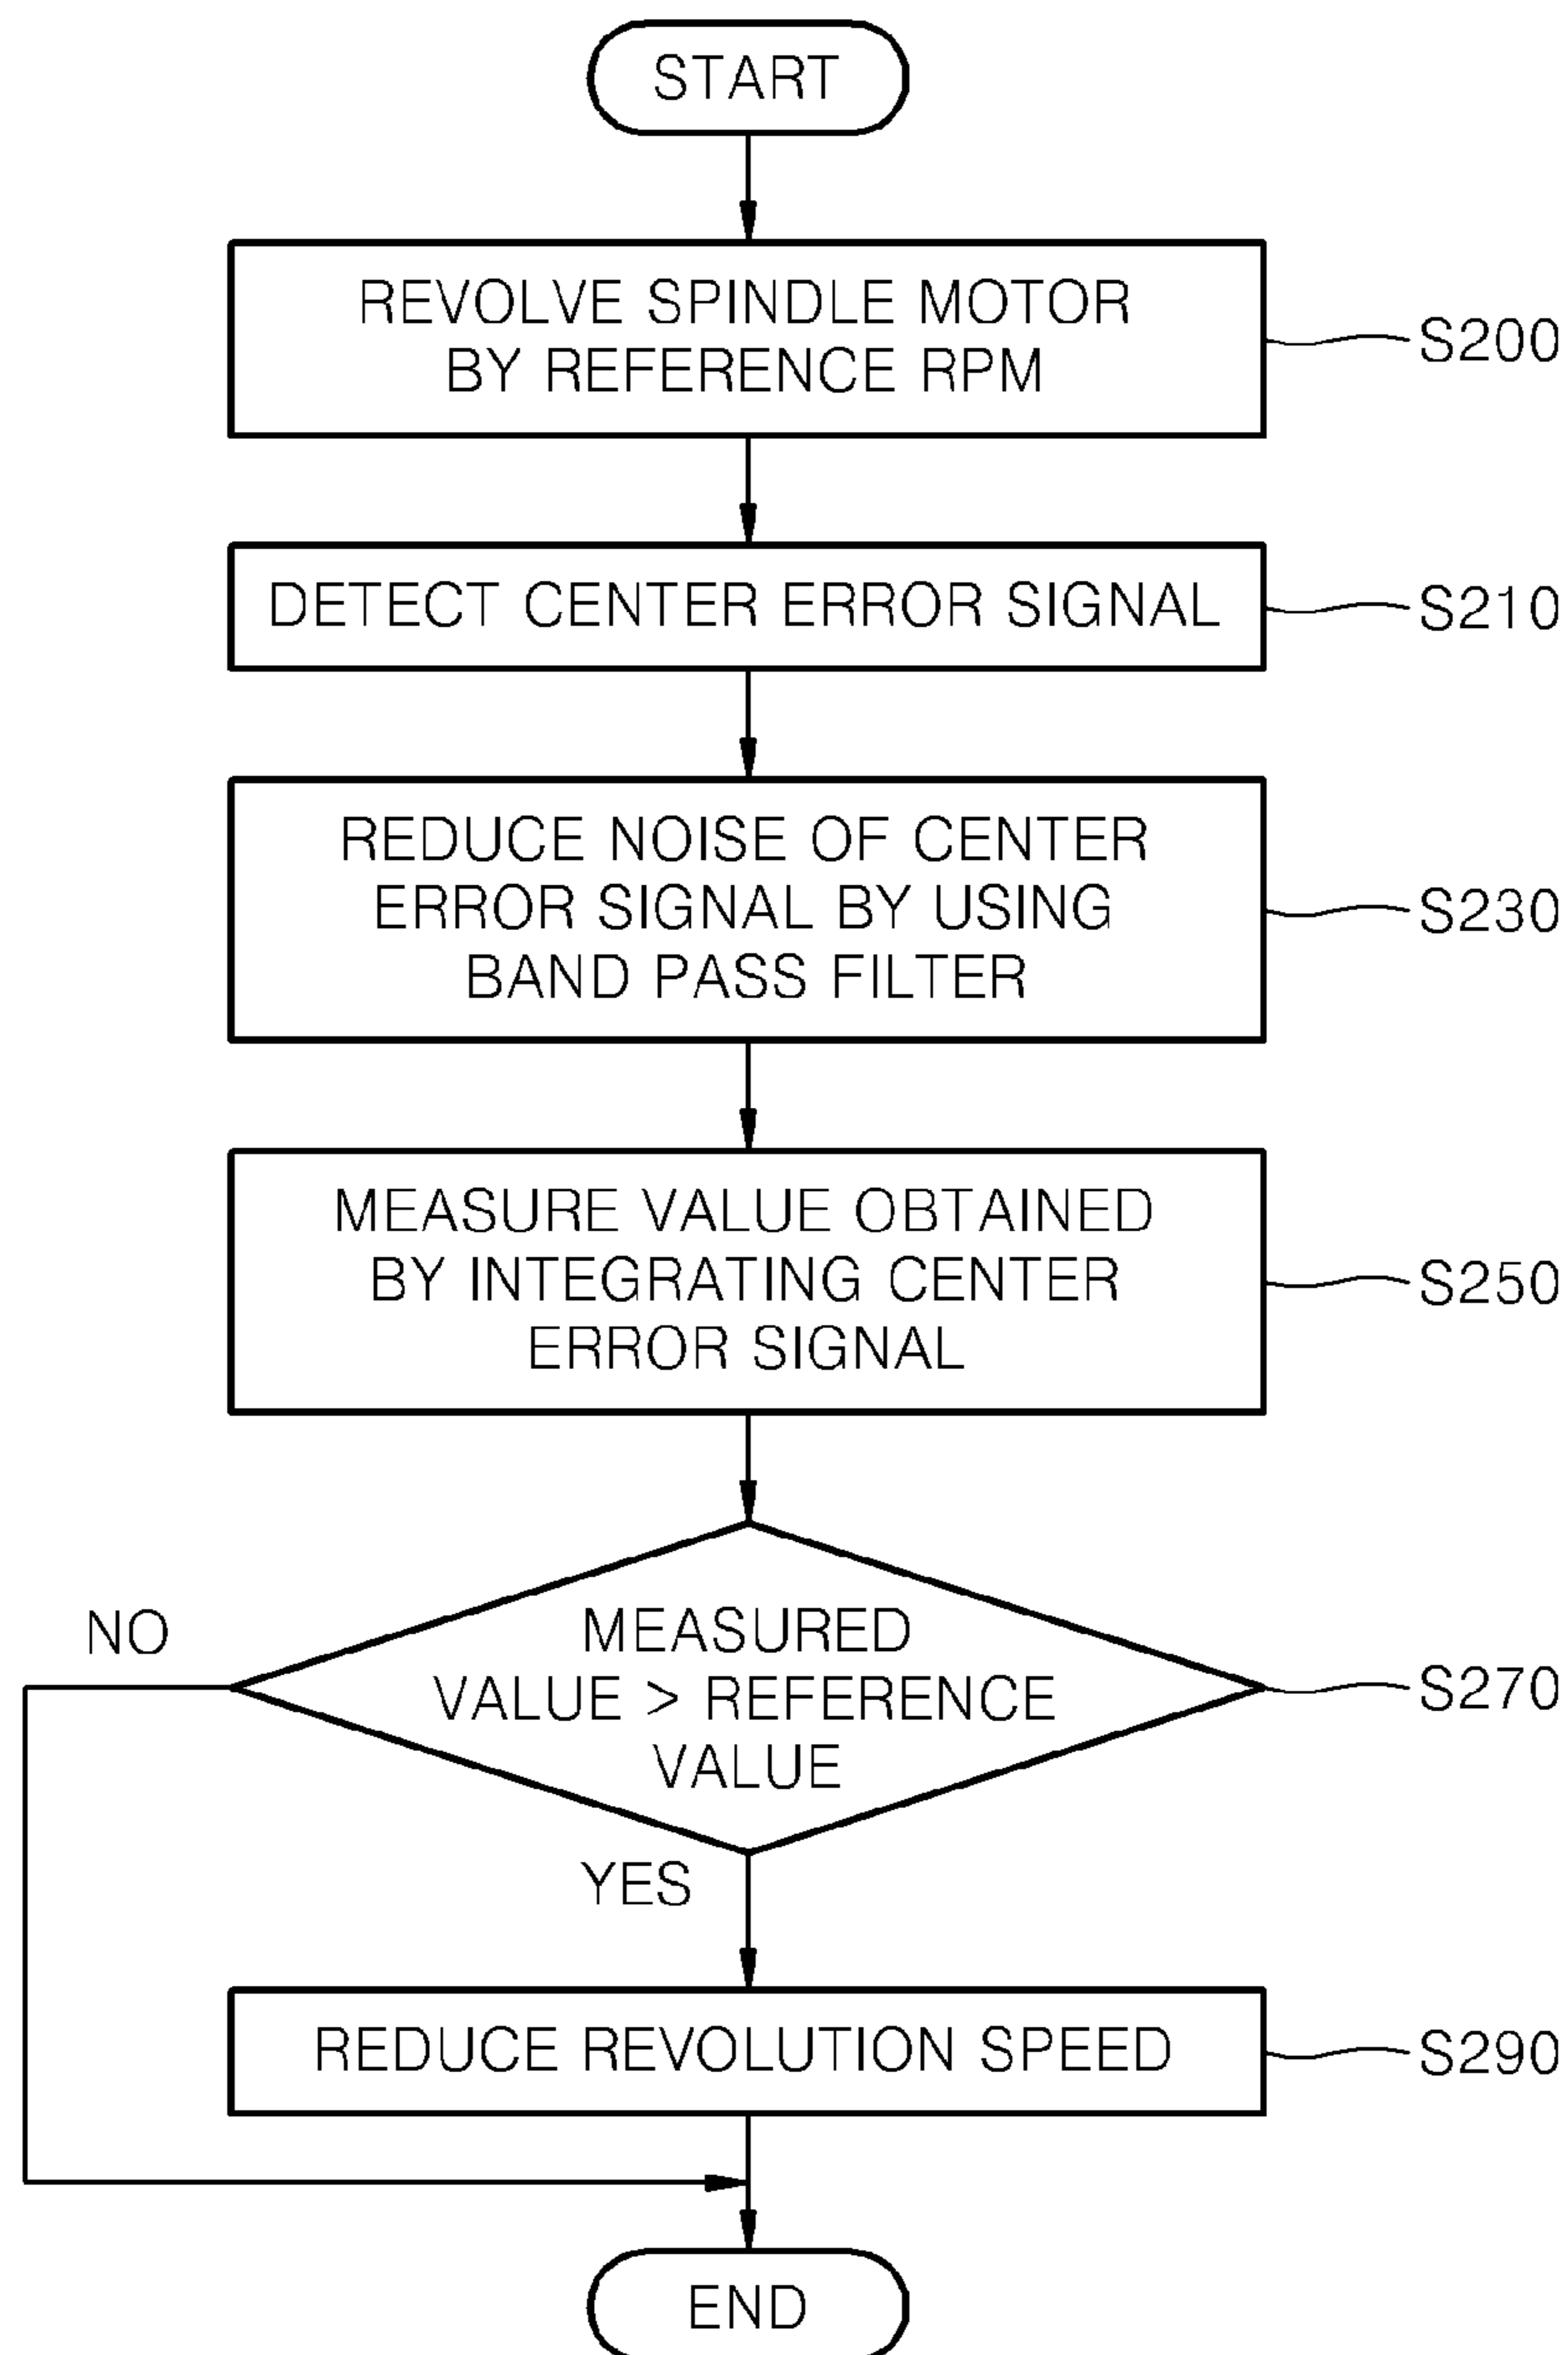 START
REVOLVE SPINDLE MOTOR
BY REFERENCE RPM
S200
DETECT CENTER ERROR SIGNAL
S210
REDUCE NOISE OF CENTER
ERROR SIGNAL BY USING
BAND PASS FILTER
S230
MEASURE VALUE OBTAINED
BY INTEGRATING CENTER
ERROR SIGNAL
S250
NO
MEASURED
VALUE > REFERENCE
VALUE
S270
YES
REDUCE REVOLUTION SPEED
S290
END